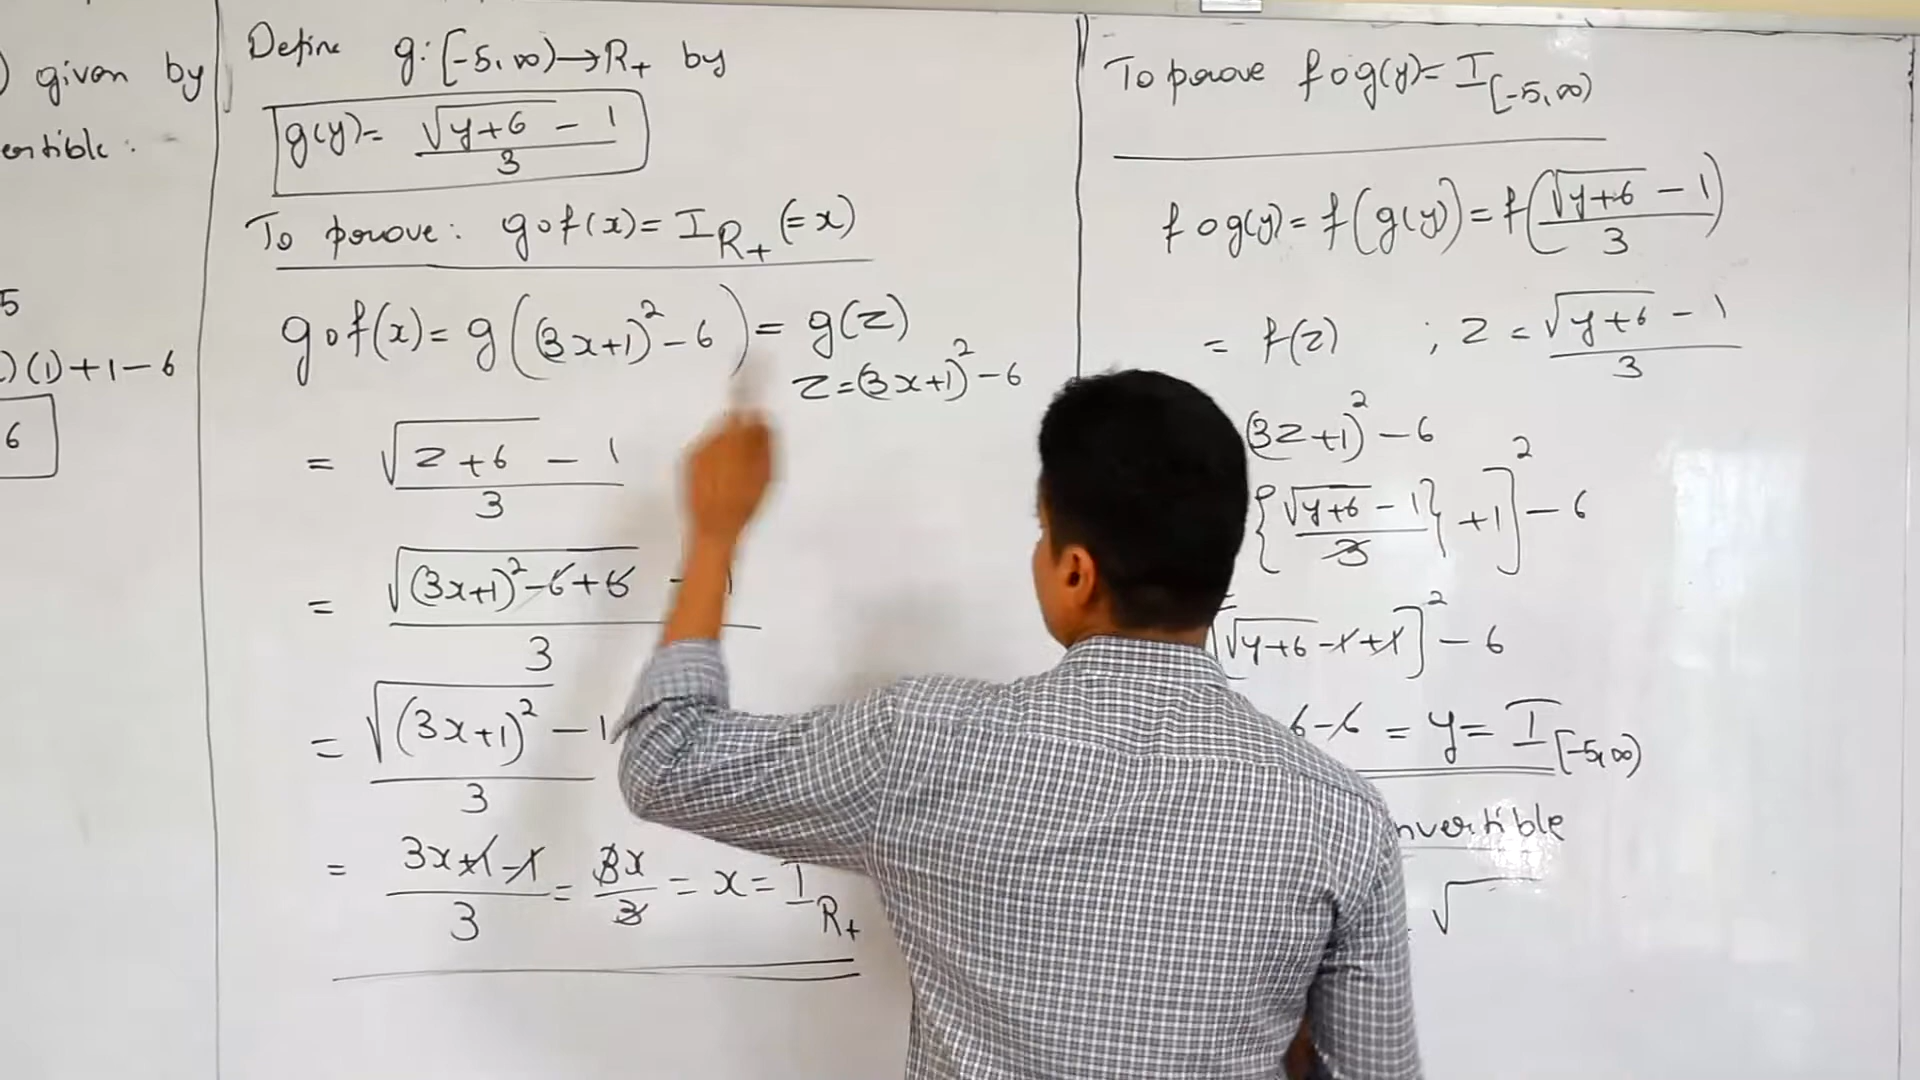 ) given by
ertible :
5
)(1)+1-6
6
Define g: [-5, ∞) → R+ by
g(y) = (√(y+6) - 1)/3
To prove: gof(x) = I_R+ (= x)
gof(x) = g((3x+1)² - 6) = g(z)
z = (3x+1)² - 6
= (√(z+6) - 1)/3
= (√((3x+1)² - 6 + 6) - 1)/3
= (√((3x+1)²) - 1)/3
= (3x + 1 - 1)/3 = 3x/3 = x = I_R+
To prove fog(y) = I_[-5, ∞)
fog(y) = f(g(y)) = f((√(y+6) - 1)/3)
= f(z) ; z = (√(y+6) - 1)/3
(3z+1)² - 6
{(√(y+6) - 1)/3} + 1]² - 6
[√(y+6) - 1 + 1]² - 6
6 - 6 = y = I_[-5, ∞)
nvertible
√